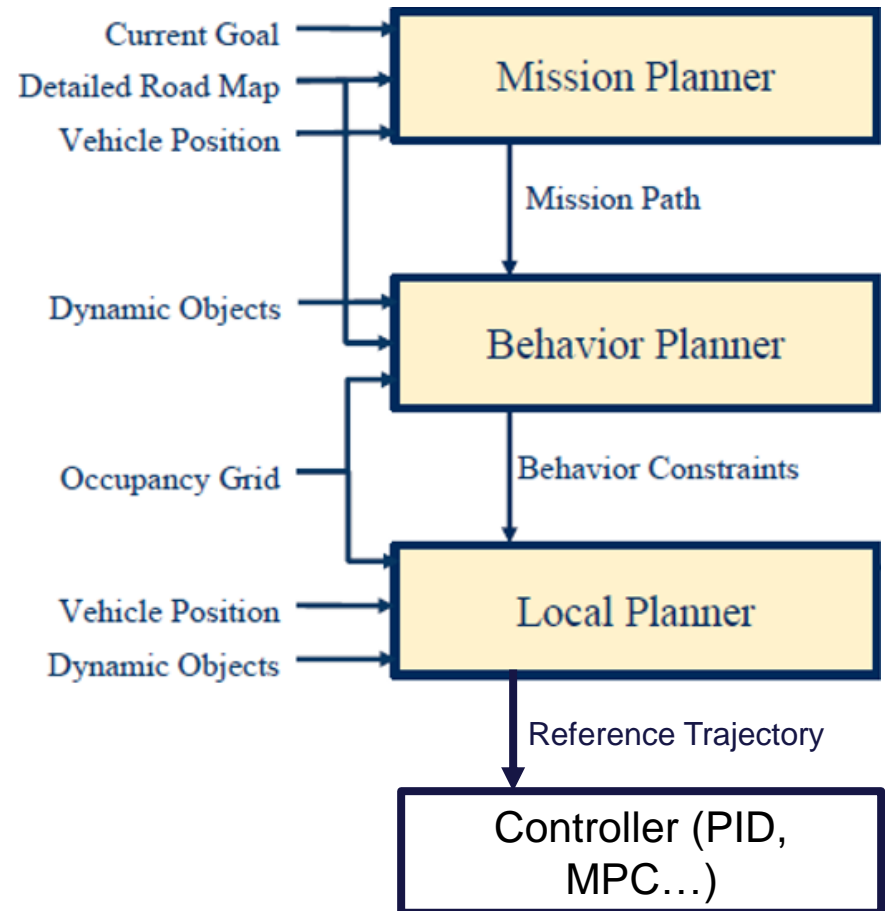 Current Goal
Mission Planner
Detailed Road Map
Vehicle Position
Mission Path
Dynamic Objects
Behavior Planner
Occupancy Grid
Behavior Constraints
Local Planner
Vehicle Position
Dynamic Objects
Reference Trajectory
Controller (PID,
MPC…)